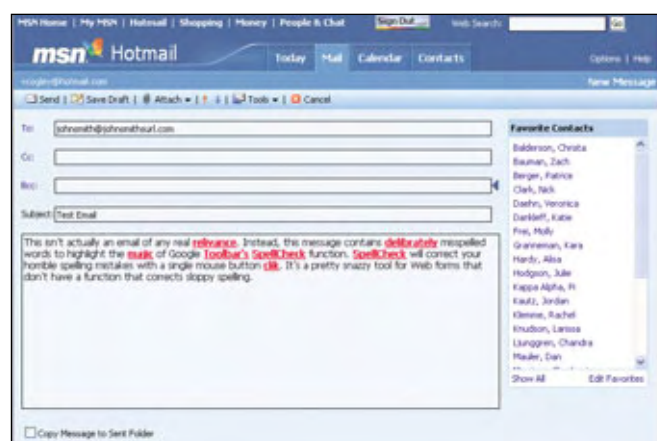 MSN Home | My MSN | Hotmail | Shopping | Money | People & Chat Sign Out Web Search: Go
msn Hotmail Today Mail Calendar Contacts Options | Help
@hotmail.com New Message
Send | Save Draft | Attach | Tools | Cancel
To: johnsmith@johnsmithsurl.com
Cc:
Bcc:
Subject: Test Email
This isn't actually an email of any real relivance. Instead, this message contains delibrately misspelled
words to highlight the majic of Google Toolbar's SpellCheck function. SpellCheck will correct your
horrible spelling mistakes with a single mouse button clik. It's a pretty snazzy tool for Web forms that
don't have a function that corrects sloppy spelling.
Copy Message to Sent Folder
Favorite Contacts
Balderson, Christa
Bauman, Zach
Berger, Patrice
Clark, Nick
Daehn, Veronica
Dankleff, Katie
Frei, Molly
Granneman, Kara
Hardy, Alisa
Hodgson, Julie
Kappa Alpha, Pi
Kautz, Jordan
Klemme, Rachel
Knudson, Larissa
Ljunggren, Chandra
Mauler, Dan
Show All Edit Favorites